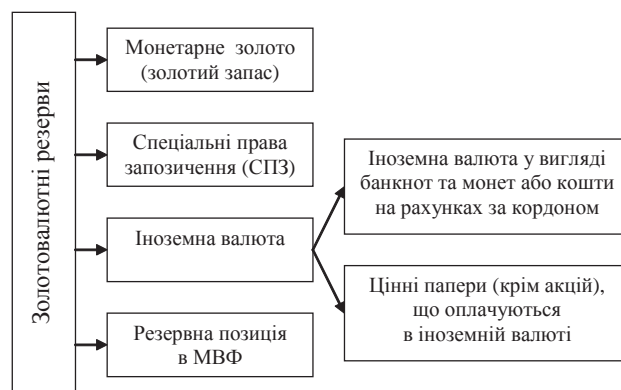 Золотовалютні резерви
Монетарне золото
(золотий запас)
Спеціальні права
запозичення (СПЗ)
Іноземна валюта
Резервна позиція
в МВФ
Іноземна валюта у вигляді
банкнот та монет або кошти
на рахунках за кордоном
Цінні папери (крім акцій),
що оплачуються
в іноземній валюті